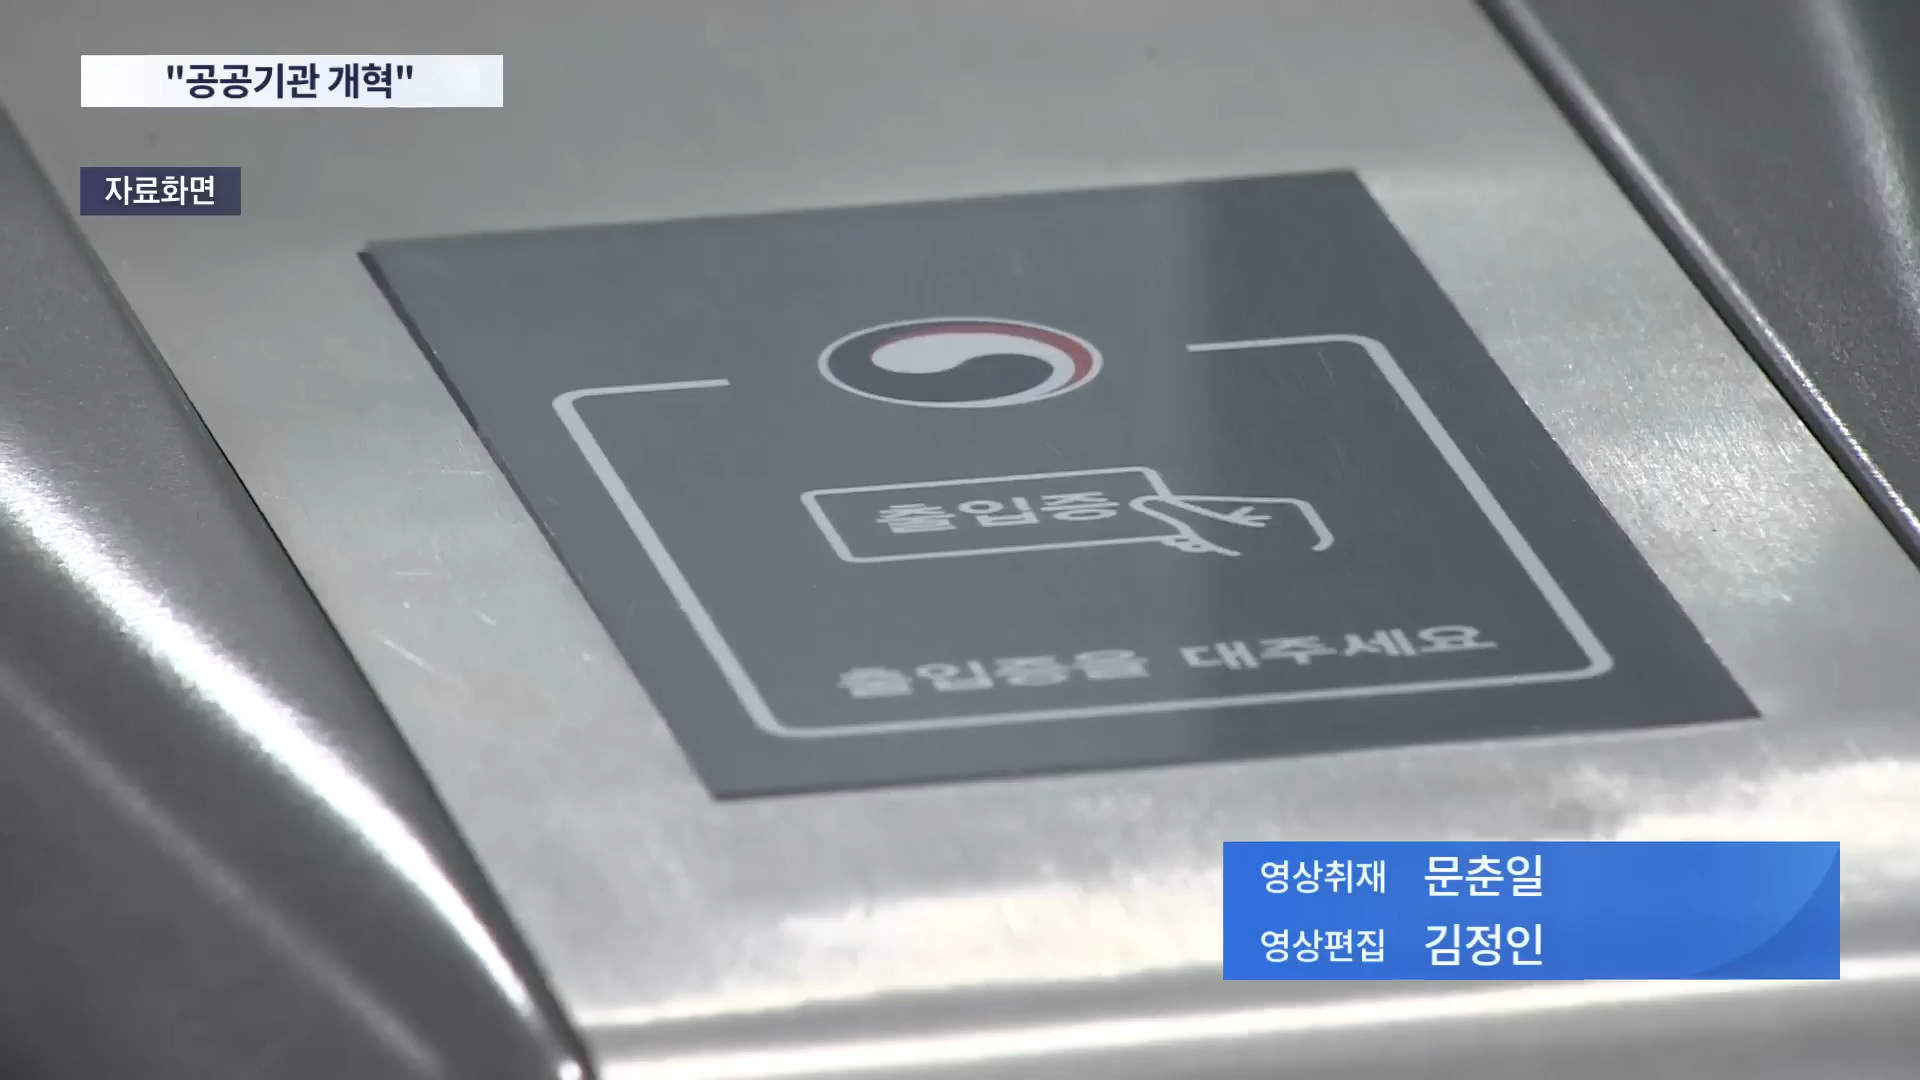 "공공기관 개혁"
자료화면
출입증
출입증을 대주세요
영상취재 문춘일
영상편집 김정인